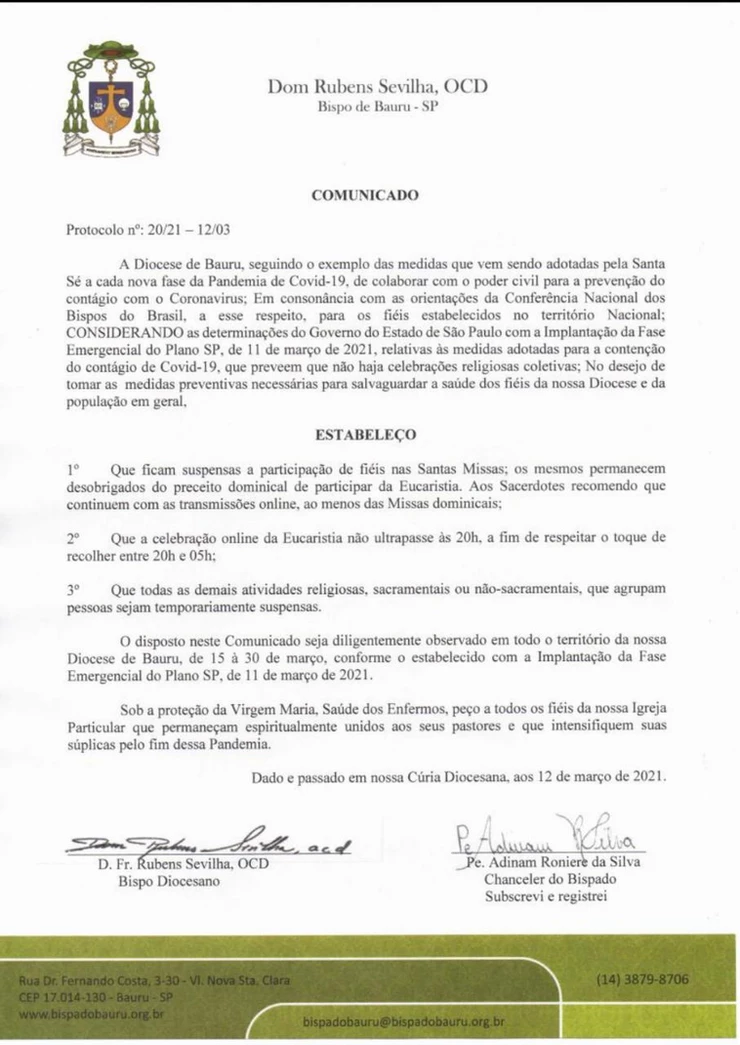 Dom Rubens Sevilha, OCD
Bispo de Bauru - SP
COMUNICADO
Protocolo nº: 20/21 – 12/03
A Diocese de Bauru, seguindo o exemplo das medidas que vem sendo adotadas pela Santa
Sé a cada nova fase da Pandemia de Covid-19, de colaborar com o poder civil para a prevenção do
contágio com o Coronavirus; Em consonância com as orientações da Conferência Nacional dos
Bispos do Brasil, a esse respeito, para os fiéis estabelecidos no território Nacional;
CONSIDERANDO as determinações do Governo do Estado de São Paulo com a Implantação da Fase
Emergencial do Plano SP, de 11 de março de 2021, relativas às medidas adotadas para a contenção
do contágio de Covid-19, que preveem que não haja celebrações religiosas coletivas; No desejo de
tomar as medidas preventivas necessárias para salvaguardar a saúde dos fiéis da nossa Diocese e da
população em geral,
ESTABELEÇO
1º Que ficam suspensas a participação de fiéis nas Santas Missas; os mesmos permanecem
desobrigados do preceito dominical de participar da Eucaristia. Aos Sacerdotes recomendo que
continuem com as transmissões online, ao menos das Missas dominicais;
2º Que a celebração online da Eucaristia não ultrapasse às 20h, a fim de respeitar o toque de
recolher entre 20h e 05h;
3º Que todas as demais atividades religiosas, sacramentais ou não-sacramentais, que agrupam
pessoas sejam temporariamente suspensas.
O disposto neste Comunicado seja diligentemente observado em todo o território da nossa
Diocese de Bauru, de 15 à 30 de março, conforme o estabelecido com a Implantação da Fase
Emergencial do Plano SP, de 11 de março de 2021.
Sob a proteção da Virgem Maria, Saúde dos Enfermos, peço a todos os fiéis da nossa Igreja
Particular que permaneçam espiritualmente unidos aos seus pastores e que intensifiquem suas
súplicas pelo fim dessa Pandemia.
Dado e passado em nossa Cúria Diocesana, aos 12 de março de 2021.
Dom Rubens Sevilha, ocd
D. Fr. Rubens Sevilha, OCD
Bispo Diocesano
Pe Adinam R Silva
Pe. Adinam Roniere da Silva
Chanceler do Bispado
Subscrevi e registrei
Rua Dr. Fernando Costa, 3-30 - Vl. Nova Sta. Clara
CEP 17.014-130 - Bauru - SP
www.bispadobauru.org.br
bispadobauru@bispadobauru.org.br
(14) 3879-8706